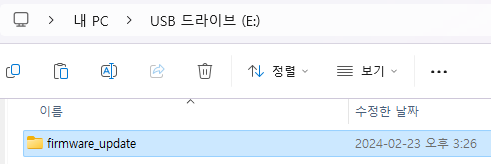 내 PC > USB 드라이브 (E:)
정렬 보기 ...
이름 수정한 날짜
firmware_update 2024-02-23 오후 3:26